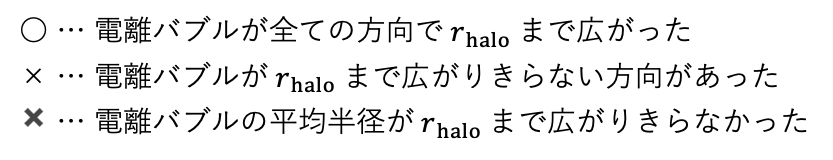 ○ … 電離バブルが全ての方向で r_halo まで広がった
× … 電離バブルが r_halo まで広がりきらない方向があった
✖ … 電離バブルの平均半径が r_halo まで広がりきらなかった